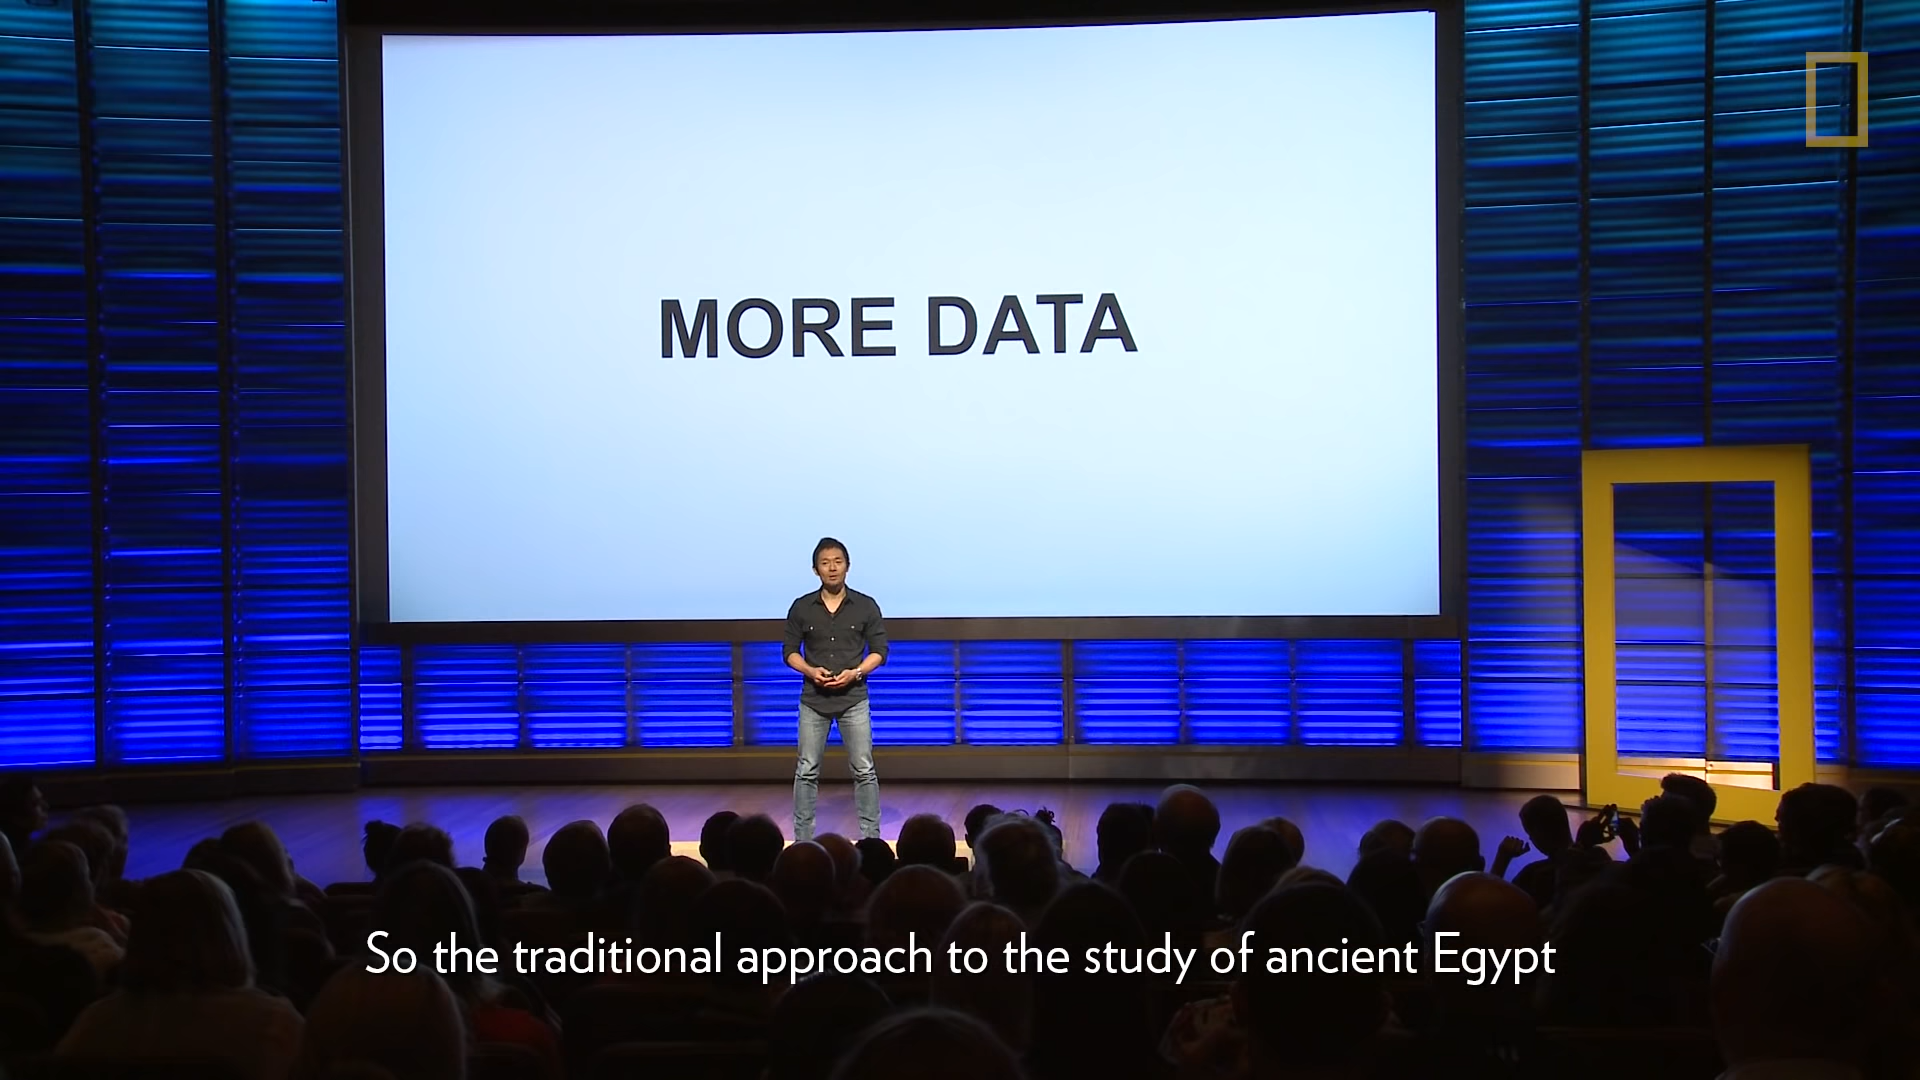 MORE DATA
So the traditional approach to the study of ancient Egypt